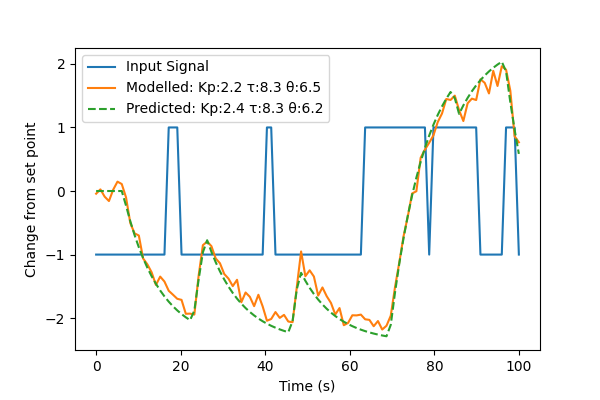 Input Signal
Modelled: Kp:2.2 τ:8.3 θ:6.5
Predicted: Kp:2.4 τ:8.3 θ:6.2
Change from set point
2
1
0
−1
−2
0 20 40 60 80 100
Time (s)